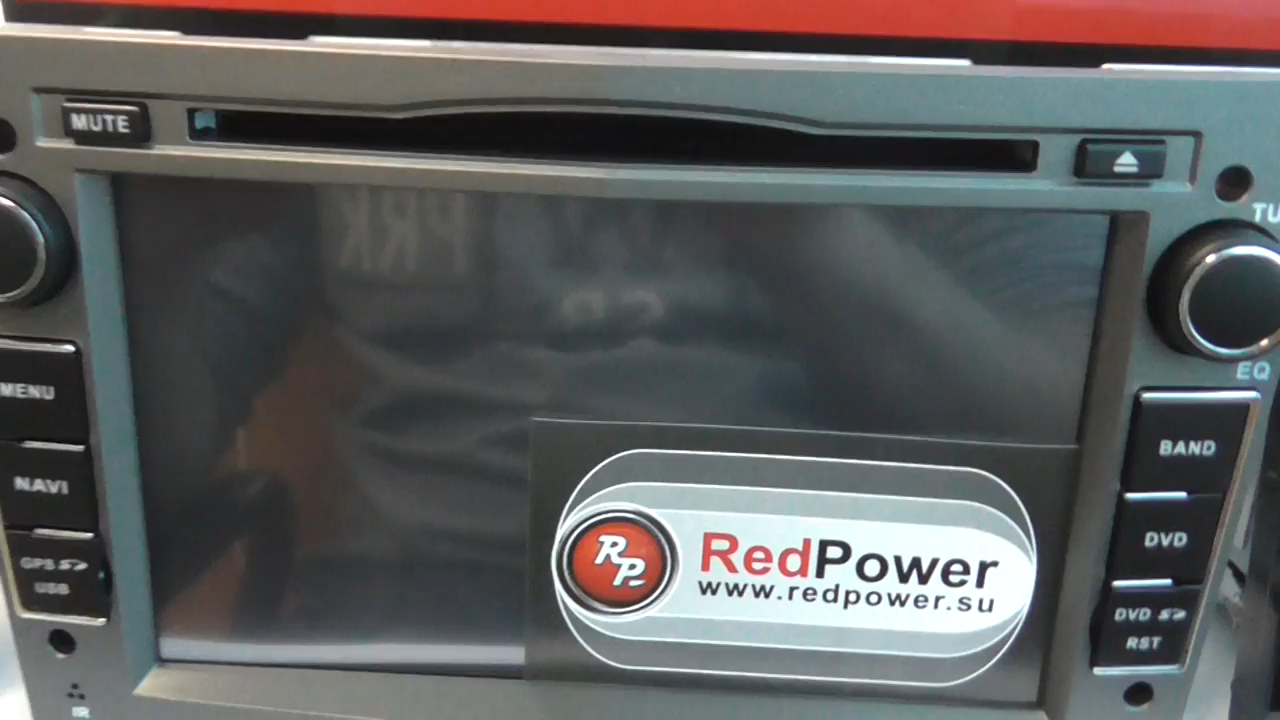 MUTE
TU
EQ
MENU
NAVI
GPS SD
USB
IR
BAND
DVD
DVD SD
RST
RP
RedPower
www.redpower.su